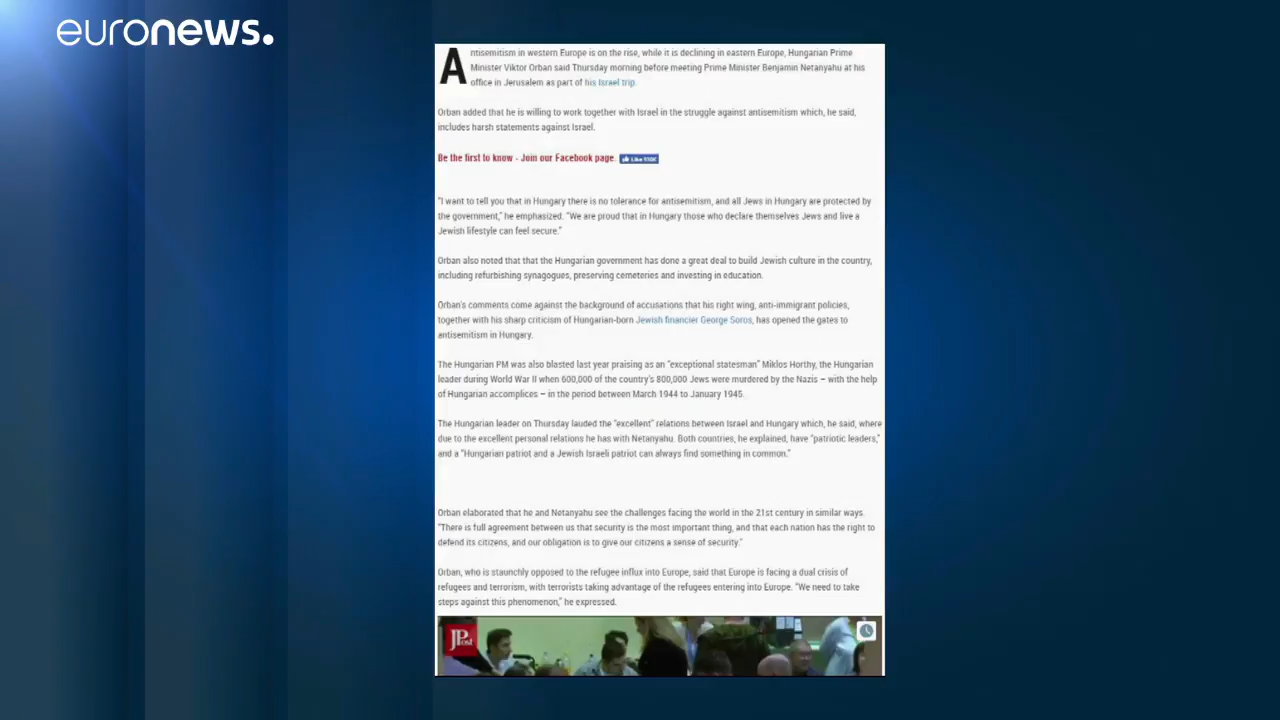 euronews.
Antisemitism in western Europe is on the rise, while it is declining in eastern Europe, Hungarian Prime
Minister Viktor Orban said Thursday morning before meeting Prime Minister Benjamin Netanyahu at his
office in Jerusalem as part of his Israel trip.
Orban added that he is willing to work together with Israel in the struggle against antisemitism which, he said,
includes harsh statements against Israel.
Be the first to know - Join our Facebook page. Like
"I want to tell you that in Hungary there is no tolerance for antisemitism, and all Jews in Hungary are protected by
the government," he emphasized. "We are proud that in Hungary those who declare themselves Jews and live a
Jewish lifestyle can feel secure."
Orban also noted that that the Hungarian government has done a great deal to build Jewish culture in the country,
including refurbishing synagogues, preserving cemeteries and investing in education.
Orban's comments come against the background of accusations that his right wing, anti-immigrant policies,
together with his sharp criticism of Hungarian-born Jewish financier George Soros, has opened the gates to
antisemitism in Hungary.
The Hungarian PM was also blasted last year praising as an "exceptional statesman" Miklos Horthy, the Hungarian
leader during World War II when 600,000 of the country's 800,000 Jews were murdered by the Nazis – with the help
of Hungarian accomplices – in the period between March 1944 to January 1945.
The Hungarian leader on Thursday lauded the "excellent" relations between Israel and Hungary which, he said, where
due to the excellent personal relations he has with Netanyahu. Both countries, he explained, have "patriotic leaders,"
and a "Hungarian patriot and a Jewish Israeli patriot can always find something in common."
Orban elaborated that he and Netanyahu see the challenges facing the world in the 21st century in similar ways.
"There is full agreement between us that security is the most important thing, and that each nation has the right to
defend its citizens, and our obligation is to give our citizens a sense of security."
Orban, who is staunchly opposed to the refugee influx into Europe, said that Europe is facing a dual crisis of
refugees and terrorism, with terrorists taking advantage of the refugees entering into Europe. "We need to take
steps against this phenomenon," he expressed.
JPost